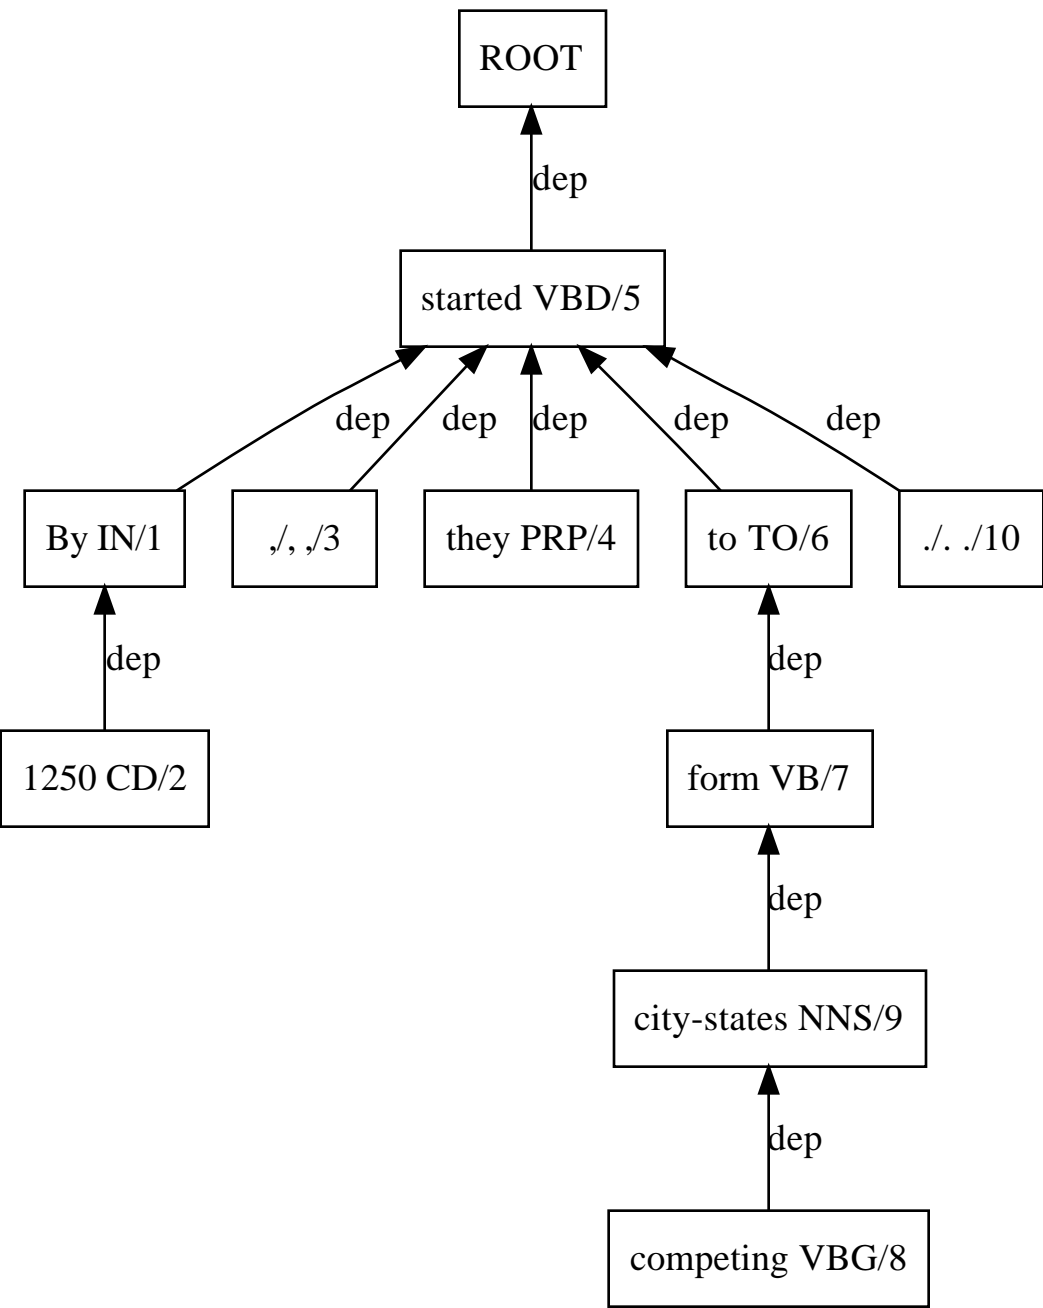 ROOT
dep
started VBD/5
dep dep dep dep dep
By IN/1 ,/, ,/3 they PRP/4 to TO/6 ./. ./10
dep dep
1250 CD/2 form VB/7
dep
city-states NNS/9
dep
competing VBG/8